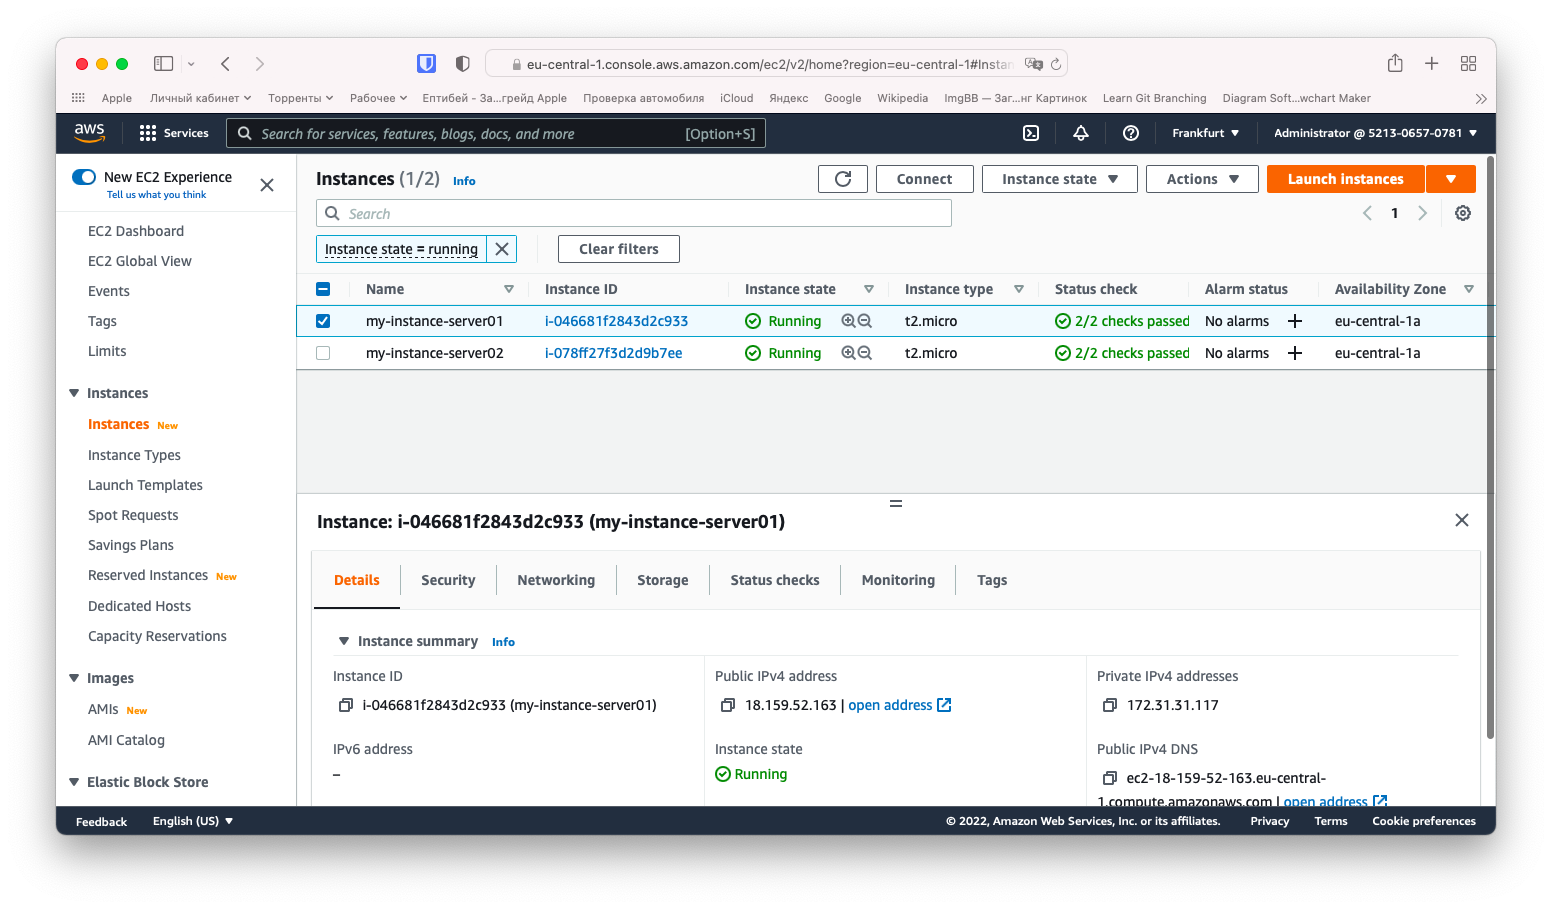 eu-central-1.console.aws.amazon.com/ec2/v2/home?region=eu-central-1#Instan
Apple Личный кабинет Торренты Рабочее Ептибей - За...грейд Apple Проверка автомобиля iCloud Яндекс Google Wikipedia ImgBB — Заг...нг Картинок Learn Git Branching Diagram Soft...wchart Maker
aws Services Search for services, features, blogs, docs, and more [Option+S] Frankfurt Administrator @ 5213-0657-0781
New EC2 Experience
Tell us what you think
EC2 Dashboard
EC2 Global View
Events
Tags
Limits
Instances
Instances New
Instance Types
Launch Templates
Spot Requests
Savings Plans
Reserved Instances New
Dedicated Hosts
Capacity Reservations
Images
AMIs New
AMI Catalog
Elastic Block Store
Instances (1/2) Info Connect Instance state Actions Launch instances
Search 1
Instance state = running Clear filters
Name Instance ID Instance state Instance type Status check Alarm status Availability Zone
my-instance-server01 i-046681f2843d2c933 Running t2.micro 2/2 checks passed No alarms eu-central-1a
my-instance-server02 i-078ff27f3d2d9b7ee Running t2.micro 2/2 checks passed No alarms eu-central-1a
Instance: i-046681f2843d2c933 (my-instance-server01)
Details Security Networking Storage Status checks Monitoring Tags
Instance summary Info
Instance ID Public IPv4 address Private IPv4 addresses
i-046681f2843d2c933 (my-instance-server01) 18.159.52.163 | open address 172.31.31.117
IPv6 address Instance state Public IPv4 DNS
– Running ec2-18-159-52-163.eu-central-
1.compute.amazonaws.com | open address
Feedback English (US) © 2022, Amazon Web Services, Inc. or its affiliates. Privacy Terms Cookie preferences